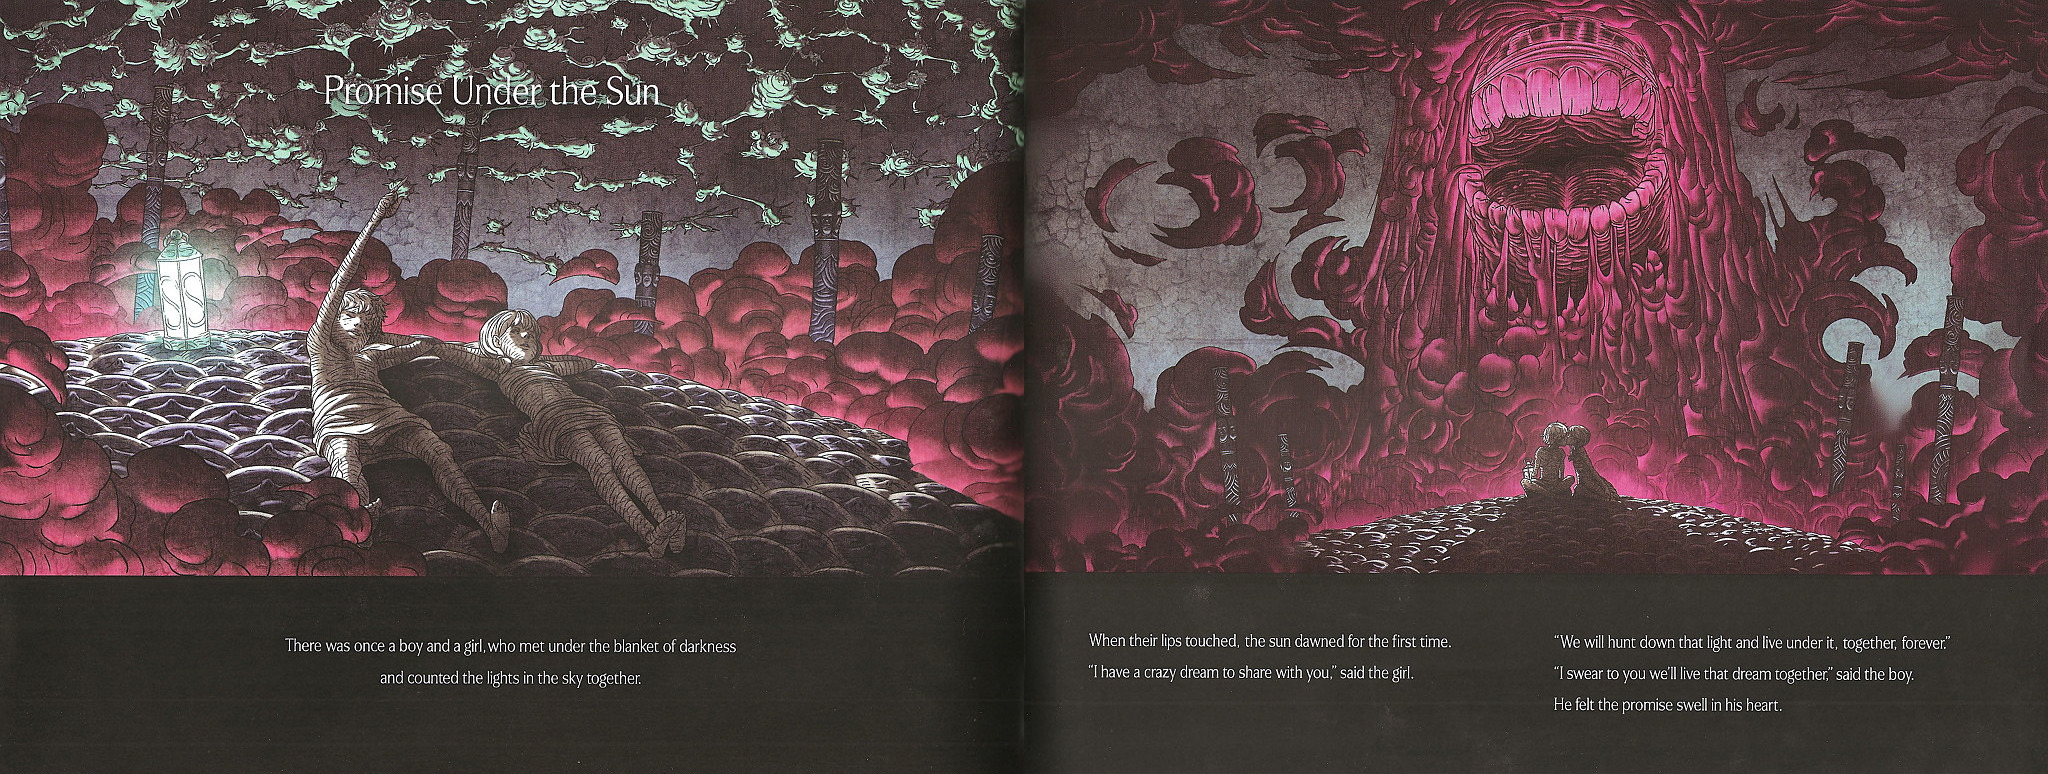 Promise Under the Sun
There was once a boy and a girl, who met under the blanket of darkness
and counted the lights in the sky together.
When their lips touched, the sun dawned for the first time.
"I have a crazy dream to share with you," said the girl.
"We will hunt down that light and live under it, together, forever."
"I swear to you we'll live that dream together," said the boy.
He felt the promise swell in his heart.